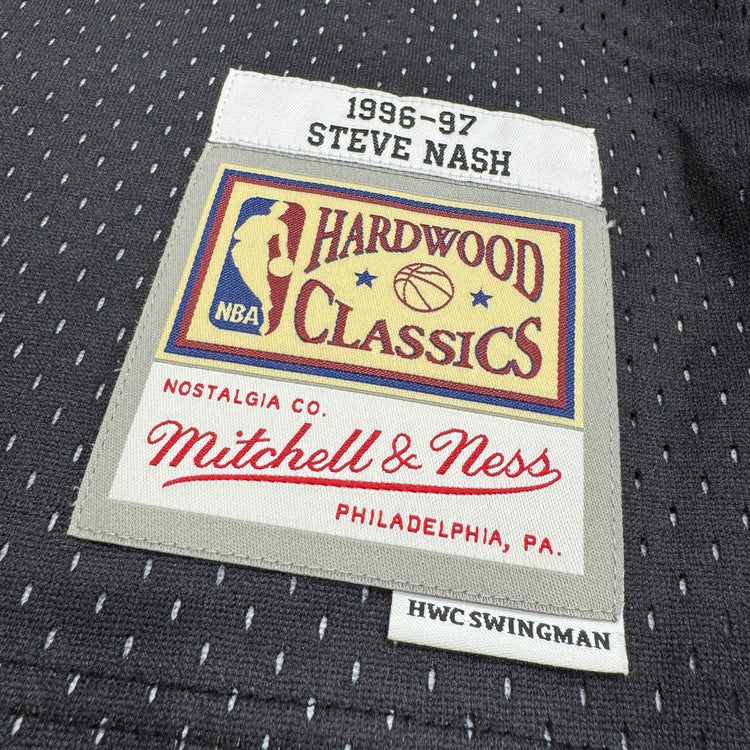 1996-97
STEVE NASH
HARDWOOD
NBA
CLASSICS
NOSTALGIA CO.
Mitchell & Ness
PHILADELPHIA, PA.
HWC SWINGMAN